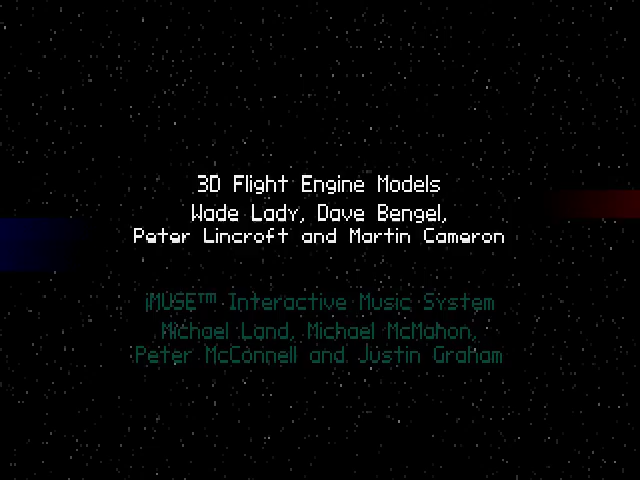 3D Flight Engine Models
Wade Lady, Dave Bengel,
Peter Lincroft and Martin Cameron
iMUSE™ Interactive Music System
Michael Land, Michael McMahon,
Peter McConnell and Justin Graham